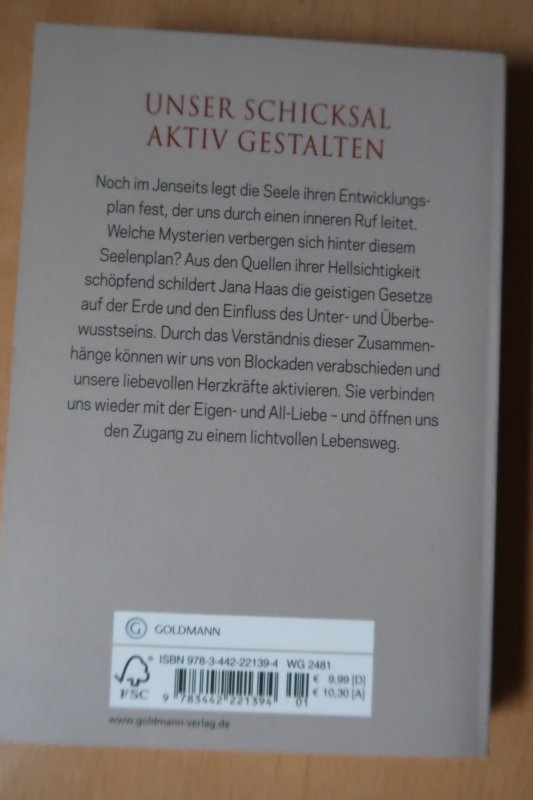 UNSER SCHICKSAL
AKTIV GESTALTEN
Noch im Jenseits legt die Seele ihren Entwicklungs-
plan fest, der uns durch einen inneren Ruf leitet.
Welche Mysterien verbergen sich hinter diesem
Seelenplan? Aus den Quellen ihrer Hellsichtigkeit
schöpfend schildert Jana Haas die geistigen Gesetze
auf der Erde und den Einfluss des Unter- und Überbe-
wusstseins. Durch das Verständnis dieser Zusammen-
hänge können wir uns von Blockaden verabschieden und
unsere liebevollen Herzkräfte aktivieren. Sie verbinden
uns wieder mit der Eigen- und All-Liebe – und öffnen uns
den Zugang zu einem lichtvollen Lebensweg.
G GOLDMANN
ISBN 978-3-442-22139-4 WG 2481
€ 9,99 [D]
€ 10,30 [A]
FSC
9 783442 221394 01
www.goldmann-verlag.de